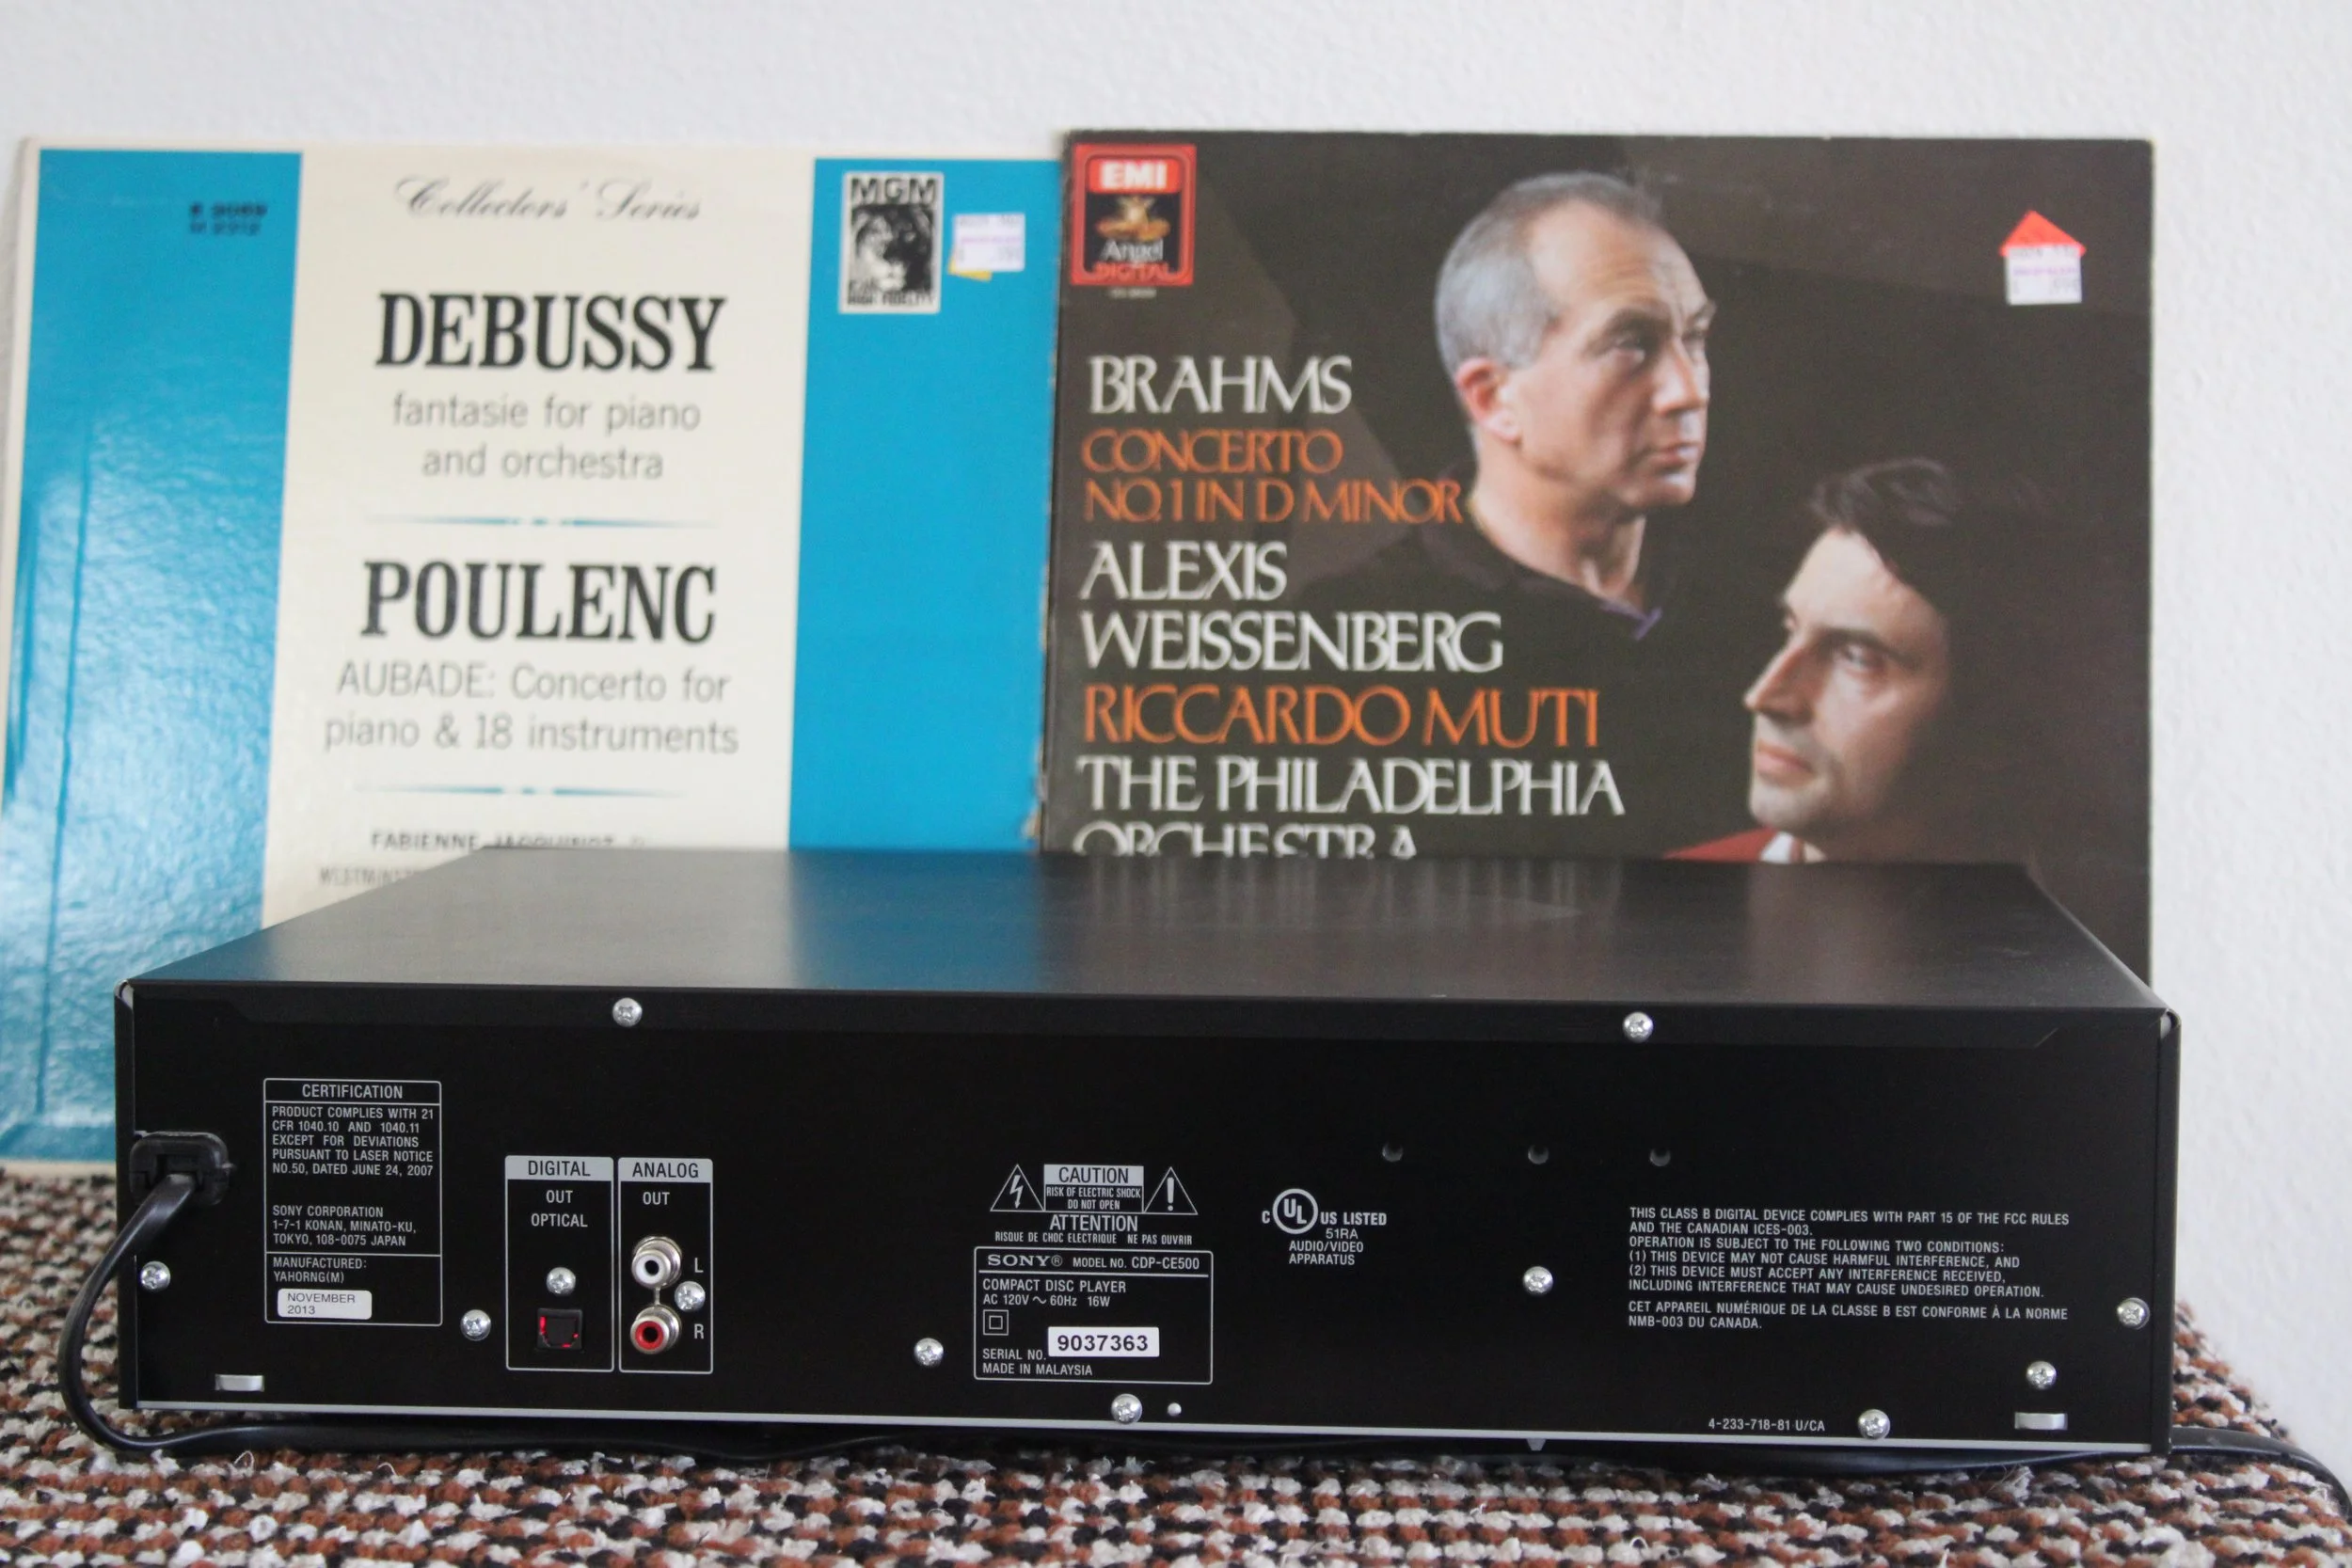 Collectors' Series
DEBUSSY
fantasie for piano
and orchestra
POULENC
AUBADE: Concerto for
piano & 18 instruments
FABIENNE
MGM
HIGH FIDELITY
EMI
Angel
DIGITAL
BRAHMS
CONCERTO
NO.1 IN D MINOR
ALEXIS
WEISSENBERG
RICCARDO MUTI
THE PHILADELPHIA
ORCHESTRA
CERTIFICATION
PRODUCT COMPLIES WITH 21
CFR 1040.10 AND 1040.11
EXCEPT FOR DEVIATIONS
PURSUANT TO LASER NOTICE
NO.50, DATED JUNE 24, 2007
SONY CORPORATION
1-7-1 KONAN, MINATO-KU,
TOKYO, 108-0075 JAPAN
MANUFACTURED:
YAHORNG(M)
NOVEMBER
2013
DIGITAL
OUT
OPTICAL
ANALOG
OUT
L
R
CAUTION
RISK OF ELECTRIC SHOCK
DO NOT OPEN
ATTENTION
RISQUE DE CHOC ELECTRIQUE NE PAS OUVRIR
SONY® MODEL NO. CDP-CE500
COMPACT DISC PLAYER
AC 120V ~ 60Hz 16W
SERIAL NO. 9037363
MADE IN MALAYSIA
C UL US LISTED
51RA
AUDIO/VIDEO
APPARATUS
THIS CLASS B DIGITAL DEVICE COMPLIES WITH PART 15 OF THE FCC RULES
AND THE CANADIAN ICES-003.
OPERATION IS SUBJECT TO THE FOLLOWING TWO CONDITIONS:
(1) THIS DEVICE MAY NOT CAUSE HARMFUL INTERFERENCE, AND
(2) THIS DEVICE MUST ACCEPT ANY INTERFERENCE RECEIVED,
INCLUDING INTERFERENCE THAT MAY CAUSE UNDESIRED OPERATION.
CET APPAREIL NUMÉRIQUE DE LA CLASSE B EST CONFORME À LA NORME
NMB-003 DU CANADA.
4-233-718-81 U/CA